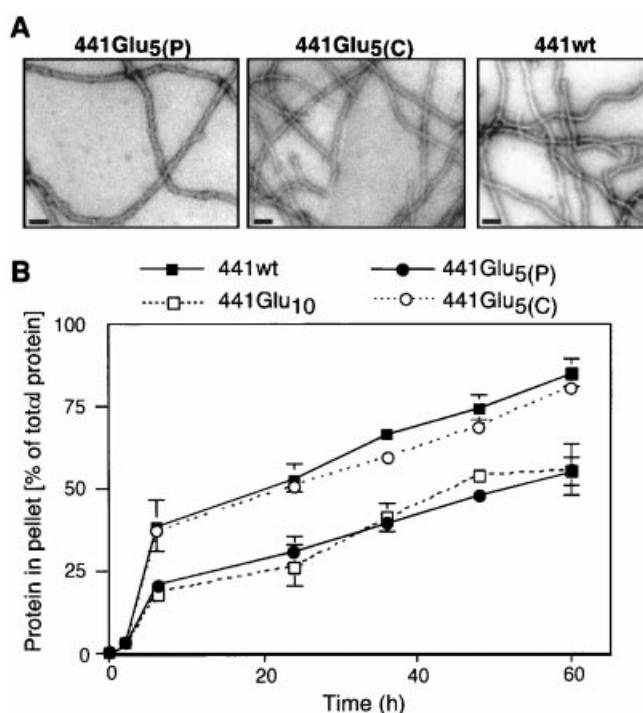 A
441Glu5(P)
441Glu5(C)
441wt
B
441wt
441Glu5(P)
441Glu10
441Glu5(C)
Protein in pellet [% of total protein]
100
75
50
25
0
0
20
40
60
Time (h)